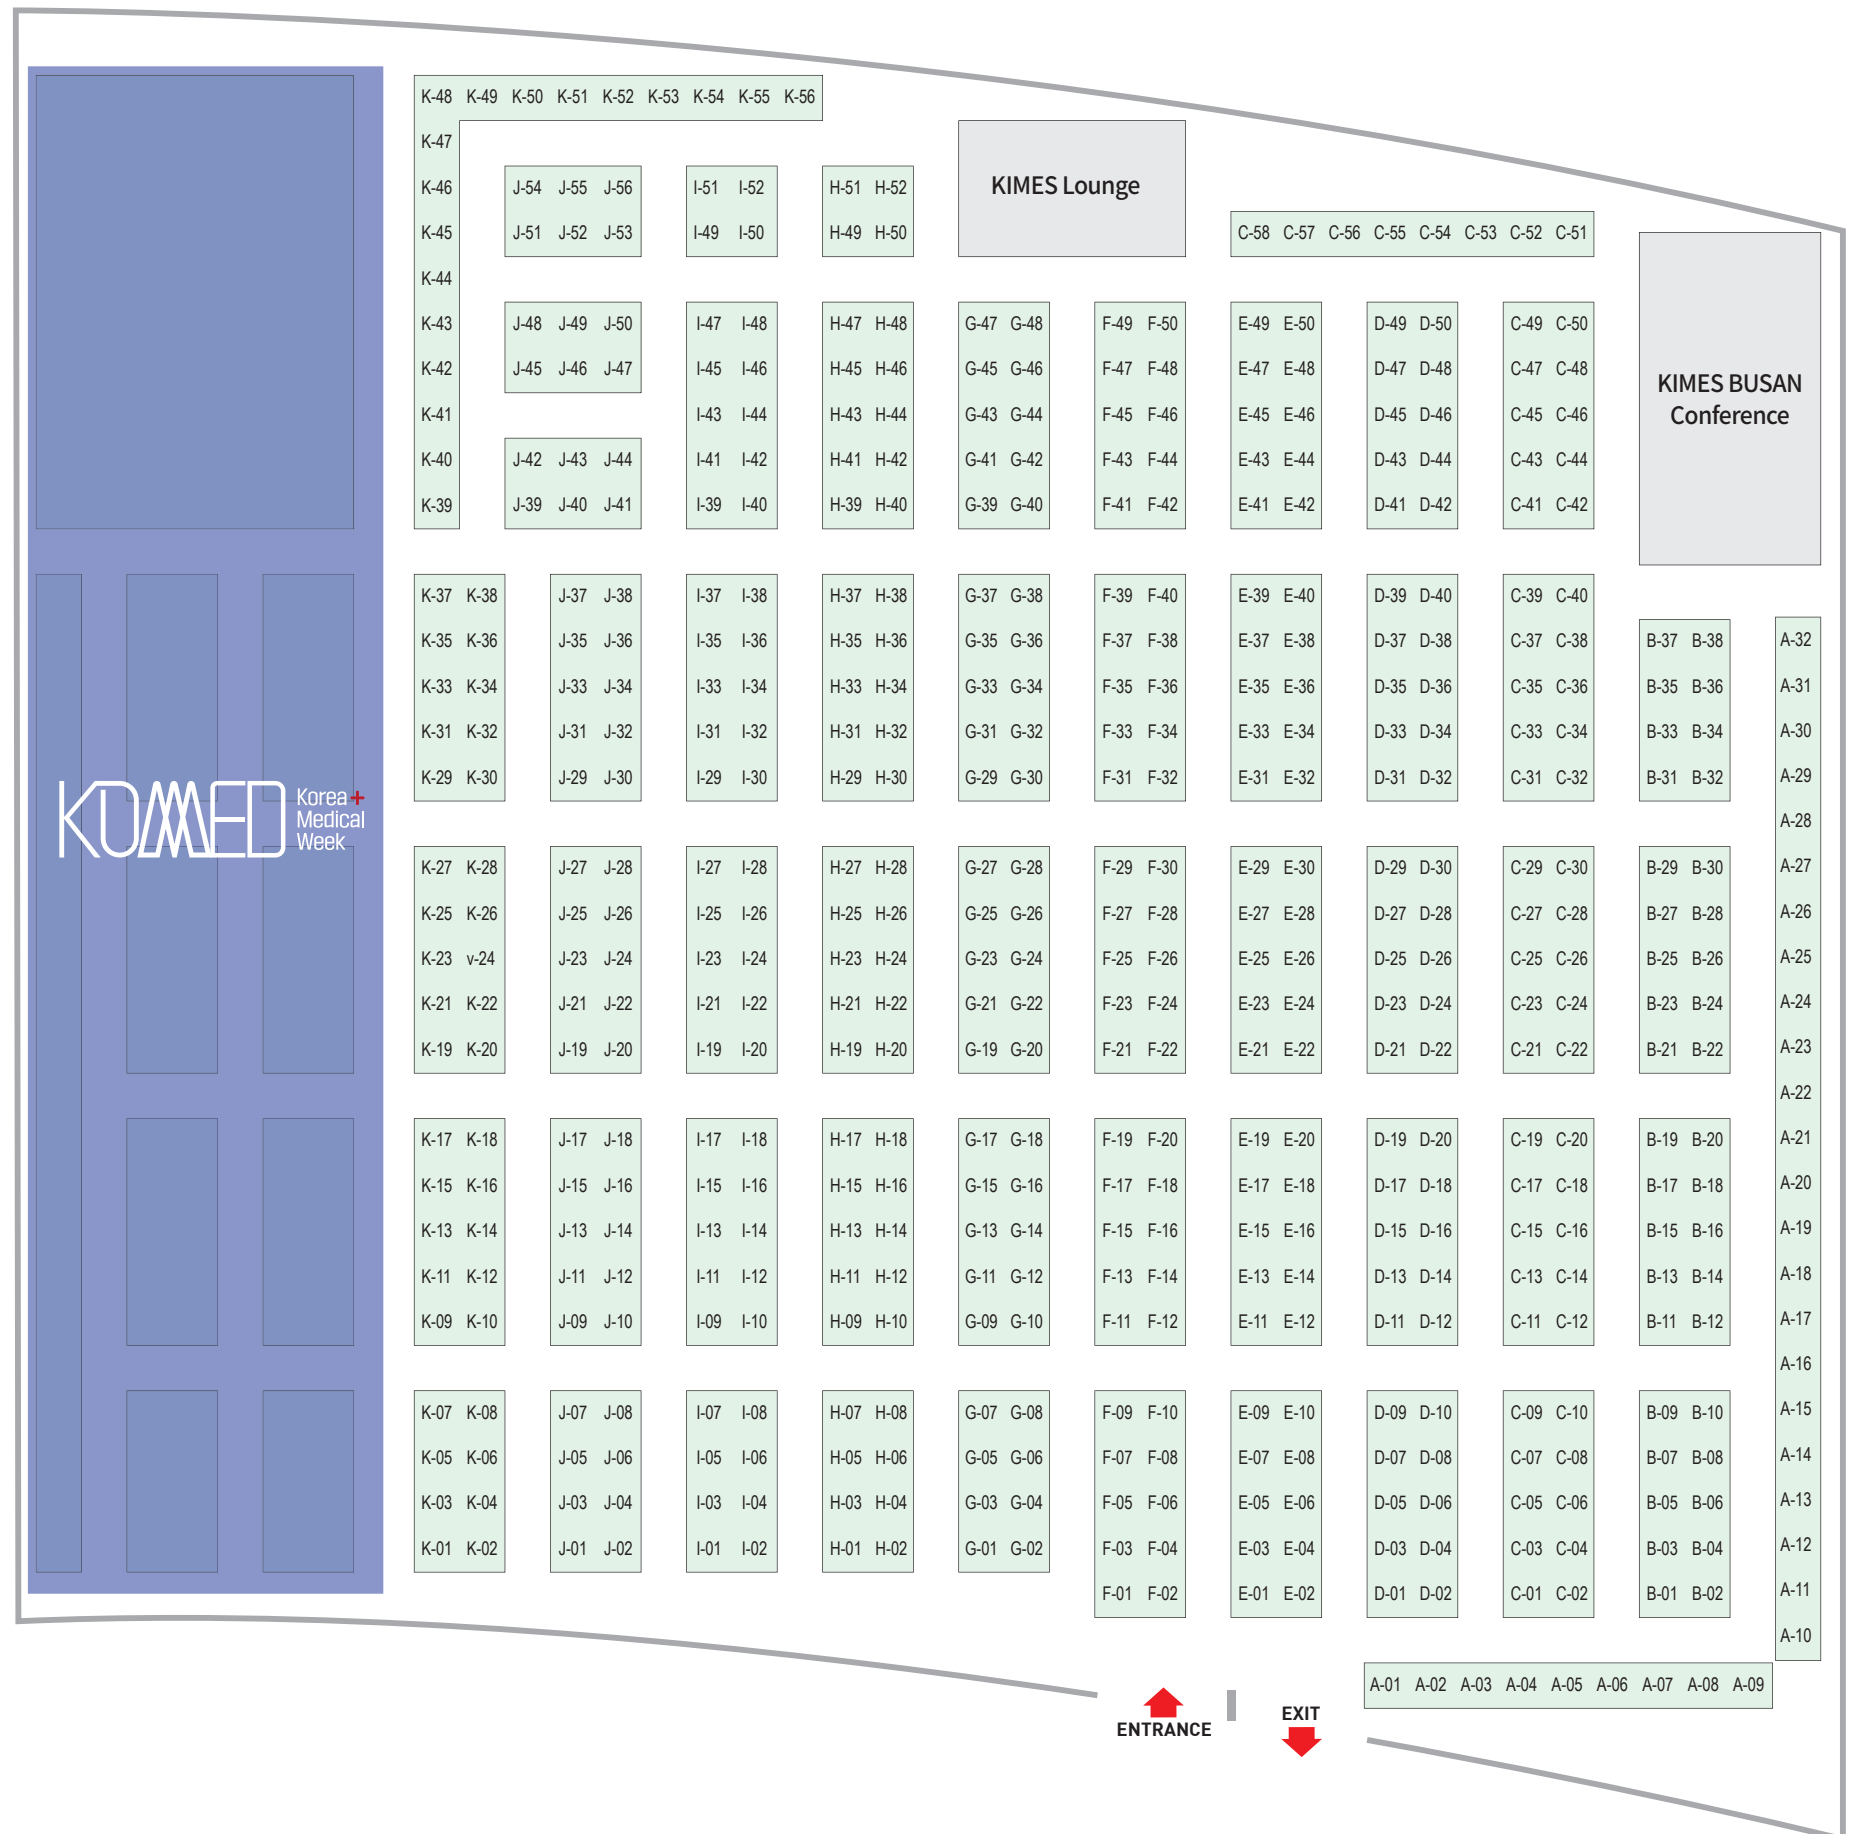 K-48 K-49 K-50 K-51 K-52 K-53 K-54 K-55 K-56
K-47
K-46 J-54 J-55 J-56 I-51 I-52 H-51 H-52 KIMES Lounge
K-45 J-51 J-52 J-53 I-49 I-50 H-49 H-50 C-58 C-57 C-56 C-55 C-54 C-53 C-52 C-51
K-44
K-43 J-48 J-49 J-50 I-47 I-48 H-47 H-48 G-47 G-48 F-49 F-50 E-49 E-50 D-49 D-50 C-49 C-50
K-42 J-45 J-46 J-47 I-45 I-46 H-45 H-46 G-45 G-46 F-47 F-48 E-47 E-48 D-47 D-48 C-47 C-48 KIMES BUSAN
K-41 I-43 I-44 H-43 H-44 G-43 G-44 F-45 F-46 E-45 E-46 D-45 D-46 C-45 C-46 Conference
K-40 J-42 J-43 J-44 I-41 I-42 H-41 H-42 G-41 G-42 F-43 F-44 E-43 E-44 D-43 D-44 C-43 C-44
K-39 J-39 J-40 J-41 I-39 I-40 H-39 H-40 G-39 G-40 F-41 F-42 E-41 E-42 D-41 D-42 C-41 C-42
K-37 K-38 J-37 J-38 I-37 I-38 H-37 H-38 G-37 G-38 F-39 F-40 E-39 E-40 D-39 D-40 C-39 C-40
K-35 K-36 J-35 J-36 I-35 I-36 H-35 H-36 G-35 G-36 F-37 F-38 E-37 E-38 D-37 D-38 C-37 C-38 B-37 B-38 A-32
K-33 K-34 J-33 J-34 I-33 I-34 H-33 H-34 G-33 G-34 F-35 F-36 E-35 E-36 D-35 D-36 C-35 C-36 B-35 B-36 A-31
K-31 K-32 J-31 J-32 I-31 I-32 H-31 H-32 G-31 G-32 F-33 F-34 E-33 E-34 D-33 D-34 C-33 C-34 B-33 B-34 A-30
K-29 K-30 J-29 J-30 I-29 I-30 H-29 H-30 G-29 G-30 F-31 F-32 E-31 E-32 D-31 D-32 C-31 C-32 B-31 B-32 A-29
KOMMED
Korea+
Medical
Week
A-28
K-27 K-28 J-27 J-28 I-27 I-28 H-27 H-28 G-27 G-28 F-29 F-30 E-29 E-30 D-29 D-30 C-29 C-30 B-29 B-30 A-27
K-25 K-26 J-25 J-26 I-25 I-26 H-25 H-26 G-25 G-26 F-27 F-28 E-27 E-28 D-27 D-28 C-27 C-28 B-27 B-28 A-26
K-23 v-24 J-23 J-24 I-23 I-24 H-23 H-24 G-23 G-24 F-25 F-26 E-25 E-26 D-25 D-26 C-25 C-26 B-25 B-26 A-25
K-21 K-22 J-21 J-22 I-21 I-22 H-21 H-22 G-21 G-22 F-23 F-24 E-23 E-24 D-23 D-24 C-23 C-24 B-23 B-24 A-24
K-19 K-20 J-19 J-20 I-19 I-20 H-19 H-20 G-19 G-20 F-21 F-22 E-21 E-22 D-21 D-22 C-21 C-22 B-21 B-22 A-23
A-22
K-17 K-18 J-17 J-18 I-17 I-18 H-17 H-18 G-17 G-18 F-19 F-20 E-19 E-20 D-19 D-20 C-19 C-20 B-19 B-20 A-21
K-15 K-16 J-15 J-16 I-15 I-16 H-15 H-16 G-15 G-16 F-17 F-18 E-17 E-18 D-17 D-18 C-17 C-18 B-17 B-18 A-20
K-13 K-14 J-13 J-14 I-13 I-14 H-13 H-14 G-13 G-14 F-15 F-16 E-15 E-16 D-15 D-16 C-15 C-16 B-15 B-16 A-19
K-11 K-12 J-11 J-12 I-11 I-12 H-11 H-12 G-11 G-12 F-13 F-14 E-13 E-14 D-13 D-14 C-13 C-14 B-13 B-14 A-18
K-09 K-10 J-09 J-10 I-09 I-10 H-09 H-10 G-09 G-10 F-11 F-12 E-11 E-12 D-11 D-12 C-11 C-12 B-11 B-12 A-17
A-16
K-07 K-08 J-07 J-08 I-07 I-08 H-07 H-08 G-07 G-08 F-09 F-10 E-09 E-10 D-09 D-10 C-09 C-10 B-09 B-10 A-15
K-05 K-06 J-05 J-06 I-05 I-06 H-05 H-06 G-05 G-06 F-07 F-08 E-07 E-08 D-07 D-08 C-07 C-08 B-07 B-08 A-14
K-03 K-04 J-03 J-04 I-03 I-04 H-03 H-04 G-03 G-04 F-05 F-06 E-05 E-06 D-05 D-06 C-05 C-06 B-05 B-06 A-13
K-01 K-02 J-01 J-02 I-01 I-02 H-01 H-02 G-01 G-02 F-03 F-04 E-03 E-04 D-03 D-04 C-03 C-04 B-03 B-04 A-12
F-01 F-02 E-01 E-02 D-01 D-02 C-01 C-02 B-01 B-02 A-11
A-10
A-01 A-02 A-03 A-04 A-05 A-06 A-07 A-08 A-09
ENTRANCE
EXIT